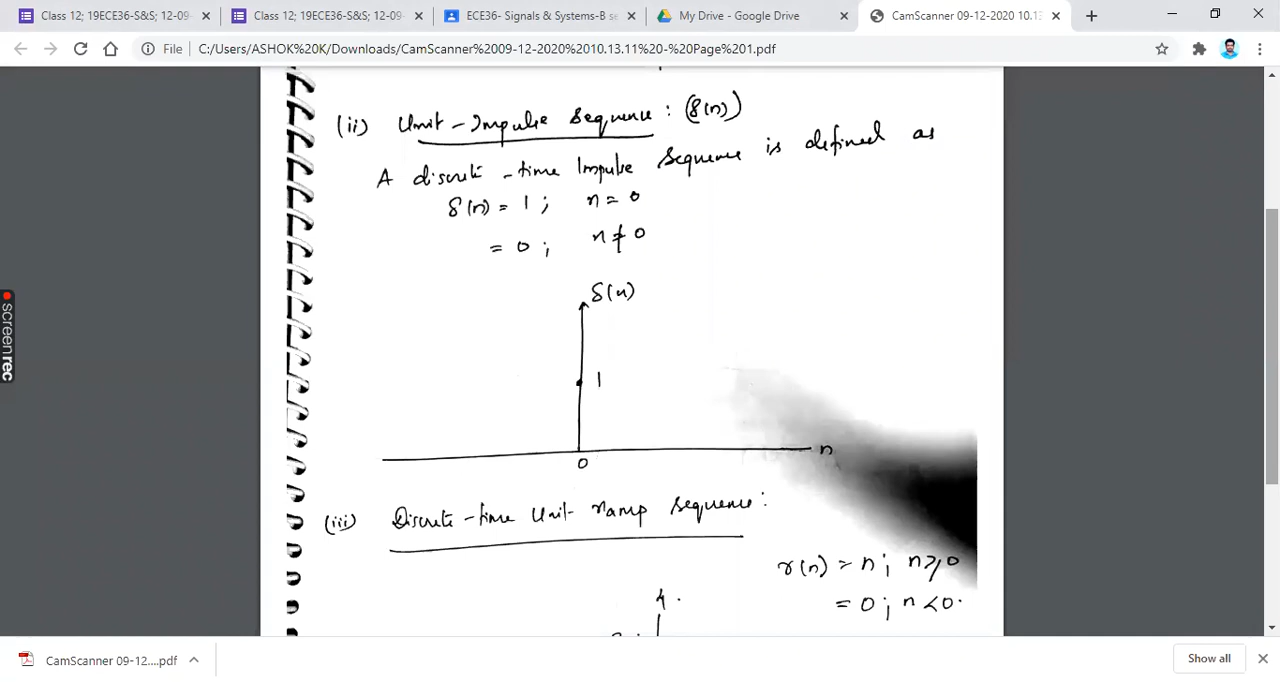 Class 12; 19ECE36-S&S; 12-09-
Class 12; 19ECE36-S&S; 12-09-
ECE36- Signals & Systems-B se
My Drive - Google Drive
CamScanner 09-12-2020 10.13
File
C:/Users/ASHOK%20K/Downloads/CamScanner%2009-12-2020%2010.13.11%20-%20Page%201.pdf
(ii) Unit-Impulse Sequence : (δ(n))
A discrete-time Impulse Sequence is defined as
δ(n) = 1 ; n = 0
= 0 ; n ≠ 0
δ(n)
1
n
0
(iii) Discrete-time Unit-ramp Sequence:
r(n) = n ; n ≥ 0
= 0 ; n < 0.
4
screenrec
CamScanner 09-12....pdf
Show all